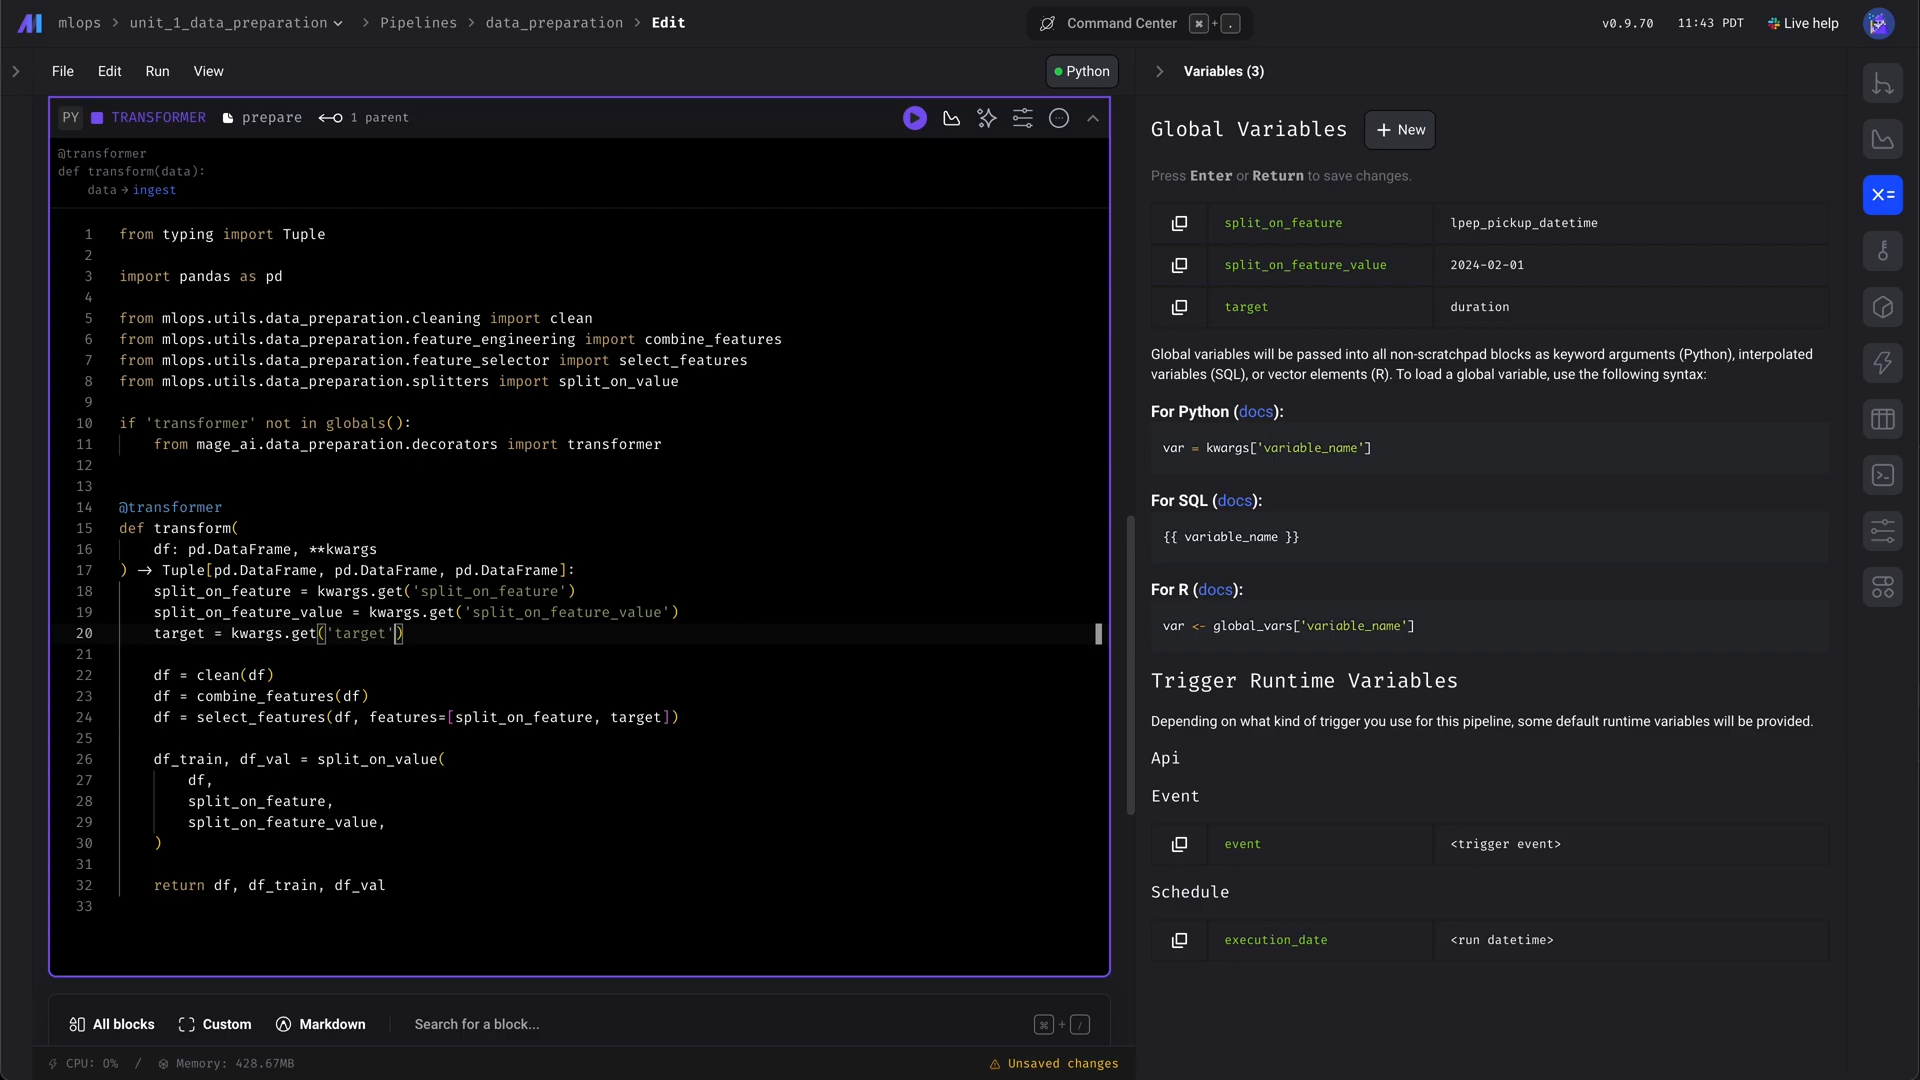 mlops > unit_1_data_preparation > Pipelines > data_preparation > Edit
Command Center ⌘ + .
v0.9.70 11:43 PDT Live help
File Edit Run View
Python
Variables (3)
PY TRANSFORMER prepare 1 parent
@transformer
def transform(data):
data → ingest
1 from typing import Tuple
2
3 import pandas as pd
4
5 from mlops.utils.data_preparation.cleaning import clean
6 from mlops.utils.data_preparation.feature_engineering import combine_features
7 from mlops.utils.data_preparation.feature_selector import select_features
8 from mlops.utils.data_preparation.splitters import split_on_value
9
10 if 'transformer' not in globals():
11 from mage_ai.data_preparation.decorators import transformer
12
13
14 @transformer
15 def transform(
16 df: pd.DataFrame, **kwargs
17 ) → Tuple[pd.DataFrame, pd.DataFrame, pd.DataFrame]:
18 split_on_feature = kwargs.get('split_on_feature')
19 split_on_feature_value = kwargs.get('split_on_feature_value')
20 target = kwargs.get('target')
21
22 df = clean(df)
23 df = combine_features(df)
24 df = select_features(df, features=[split_on_feature, target])
25
26 df_train, df_val = split_on_value(
27 df,
28 split_on_feature,
29 split_on_feature_value,
30 )
31
32 return df, df_train, df_val
33
All blocks Custom Markdown Search for a block... ⌘ + /
CPU: 0% / Memory: 428.67MB
Unsaved changes
Global Variables + New
Press Enter or Return to save changes.
split_on_feature lpep_pickup_datetime
split_on_feature_value 2024-02-01
target duration
Global variables will be passed into all non-scratchpad blocks as keyword arguments (Python), interpolated
variables (SQL), or vector elements (R). To load a global variable, use the following syntax:
For Python (docs):
var = kwargs['variable_name']
For SQL (docs):
{{ variable_name }}
For R (docs):
var <- global_vars['variable_name']
Trigger Runtime Variables
Depending on what kind of trigger you use for this pipeline, some default runtime variables will be provided.
Api
Event
event <trigger event>
Schedule
execution_date <run datetime>